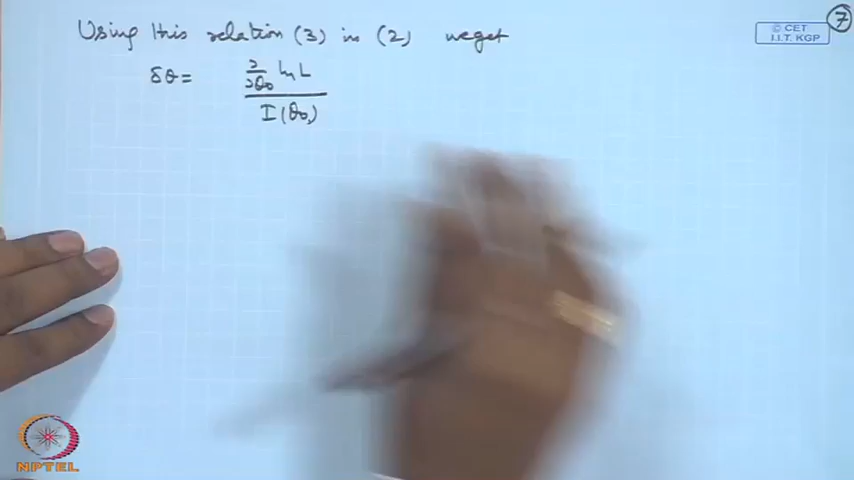 Using this relation (3) in (2) we get
δθ = ∂/∂θ₀ ln L
I(θ₀)
7
© CET
I.I.T. KGP
NPTEL